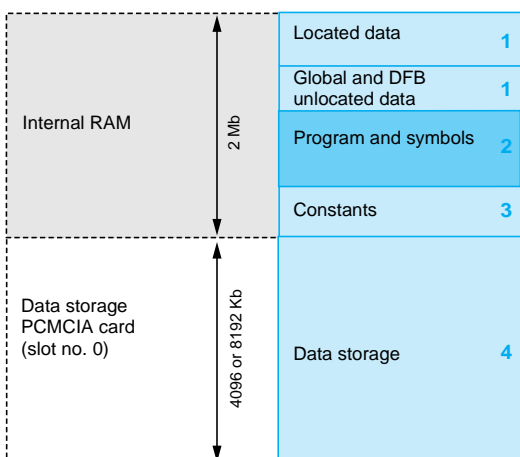 Located data 1
Global and DFB
unlocated data 1
Internal RAM
2 Mb
Program and symbols 2
Constants 3
Data storage
PCMCIA card
(slot no. 0)
4096 or 8192 Kb
Data storage 4